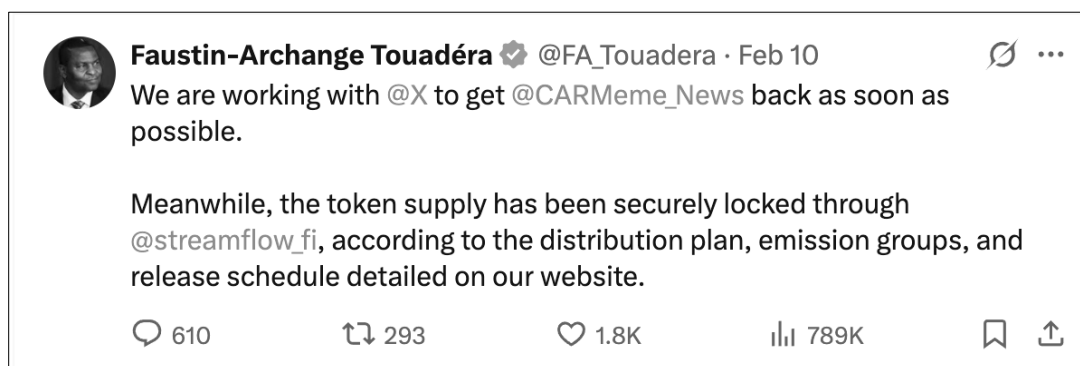 Faustin-Archange Touadéra @FA_Touadera · Feb 10
We are working with @X to get @CARMeme_News back as soon as
possible.
Meanwhile, the token supply has been securely locked through
@streamflow_fi, according to the distribution plan, emission groups, and
release schedule detailed on our website.
610 293 1.8K 789K